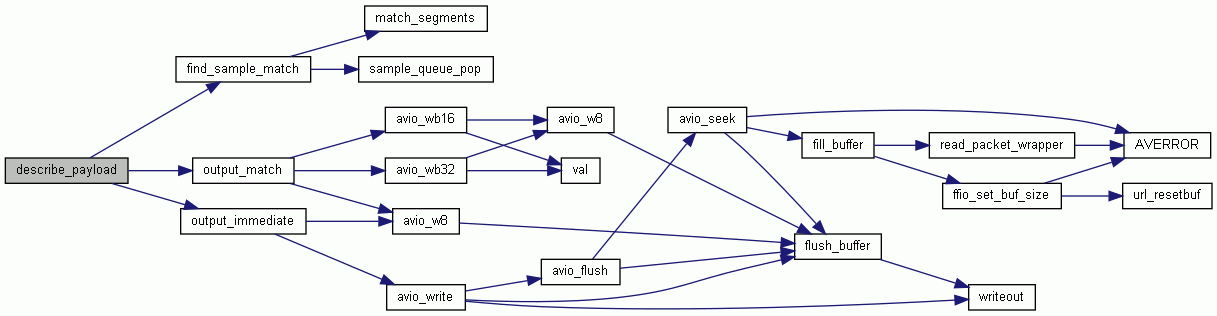 match_segments
find_sample_match
sample_queue_pop
avio_wb16
avio_w8
avio_seek
fill_buffer
read_packet_wrapper
AVERROR
describe_payload
output_match
avio_wb32
val
ffio_set_buf_size
url_resetbuf
output_immediate
avio_w8
flush_buffer
avio_flush
avio_write
writeout